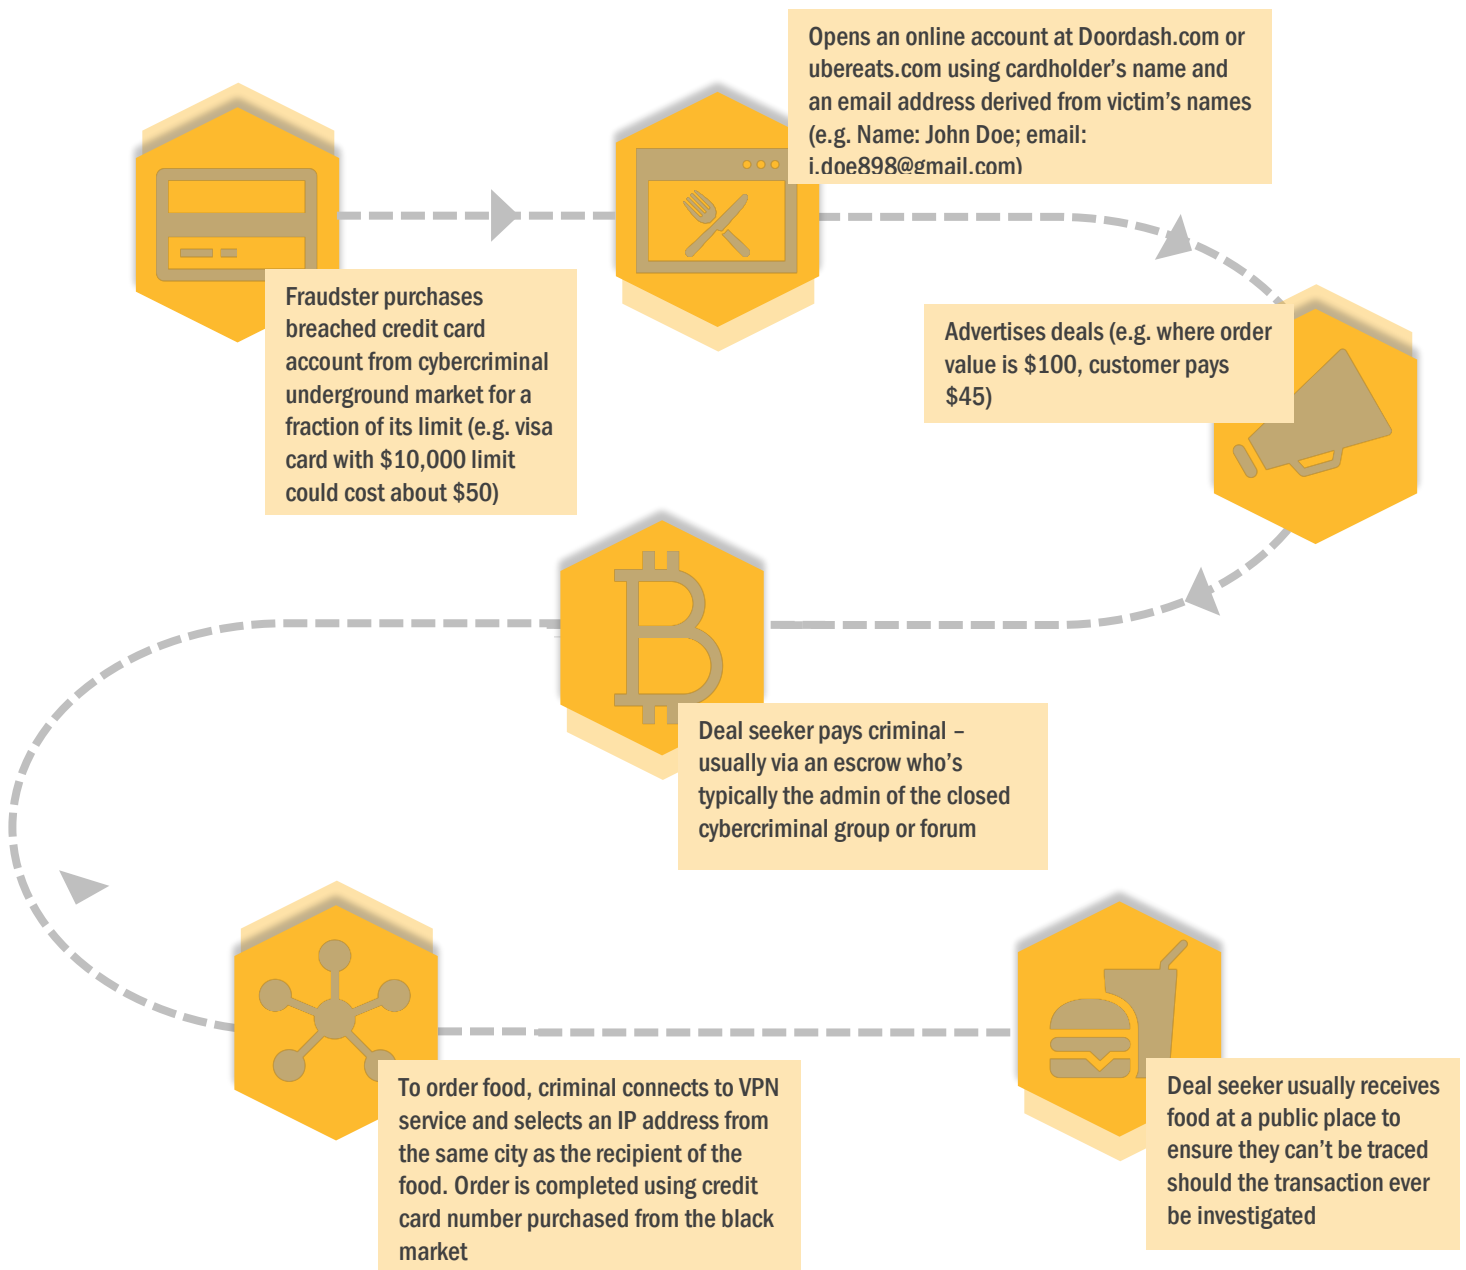 Opens an online account at Doordash.com or
ubereats.com using cardholder's name and
an email address derived from victim's names
(e.g. Name: John Doe; email:
j.doe898@gmail.com)
Fraudster purchases
breached credit card
account from cybercriminal
underground market for a
fraction of its limit (e.g. visa
card with $10,000 limit
could cost about $50)
Advertises deals (e.g. where order
value is $100, customer pays
$45)
Deal seeker pays criminal –
usually via an escrow who's
typically the admin of the closed
cybercriminal group or forum
To order food, criminal connects to VPN
service and selects an IP address from
the same city as the recipient of the
food. Order is completed using credit
card number purchased from the black
market
Deal seeker usually receives
food at a public place to
ensure they can't be traced
should the transaction ever
be investigated